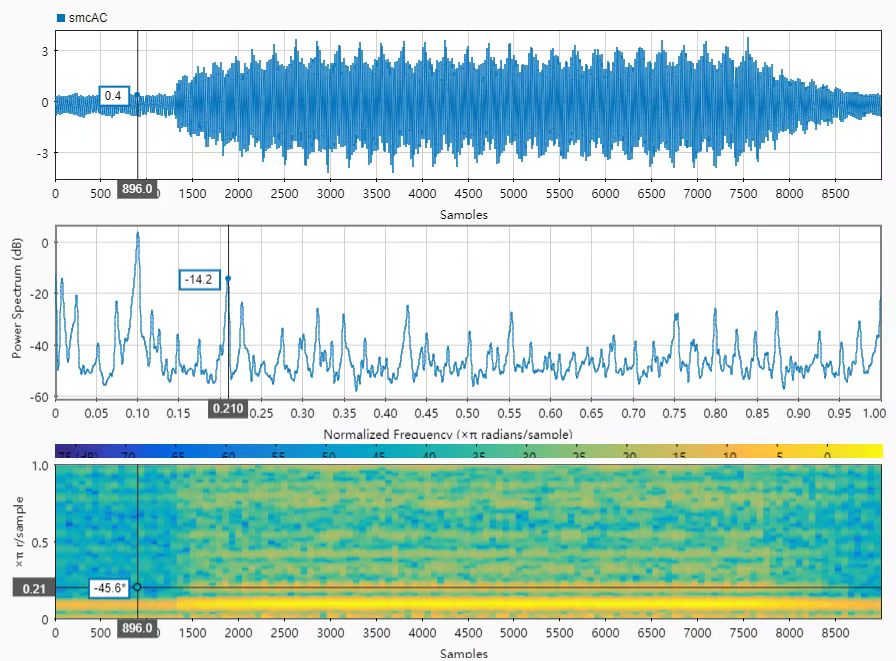 smcAC
3
0
-3
0.4
0 500 896.0 1500 2000 2500 3000 3500 4000 4500 5000 5500 6000 6500 7000 7500 8000 8500
Samples
Power Spectrum (dB)
0
-20
-40
-60
-14.2
0 0.05 0.10 0.15 0.210 0.25 0.30 0.35 0.40 0.45 0.50 0.55 0.60 0.65 0.70 0.75 0.80 0.85 0.90 0.95 1.00
Normalized Frequency (×π radians/sample)
-75 (dB) -70 -65 -60 -55 -50 -45 -40 -35 -30 -25 -20 -15 -10 -5 0
×π r/sample
1.0
0.5
0.21
0
-45.6*
0 500 896.0 1500 2000 2500 3000 3500 4000 4500 5000 5500 6000 6500 7000 7500 8000 8500
Samples